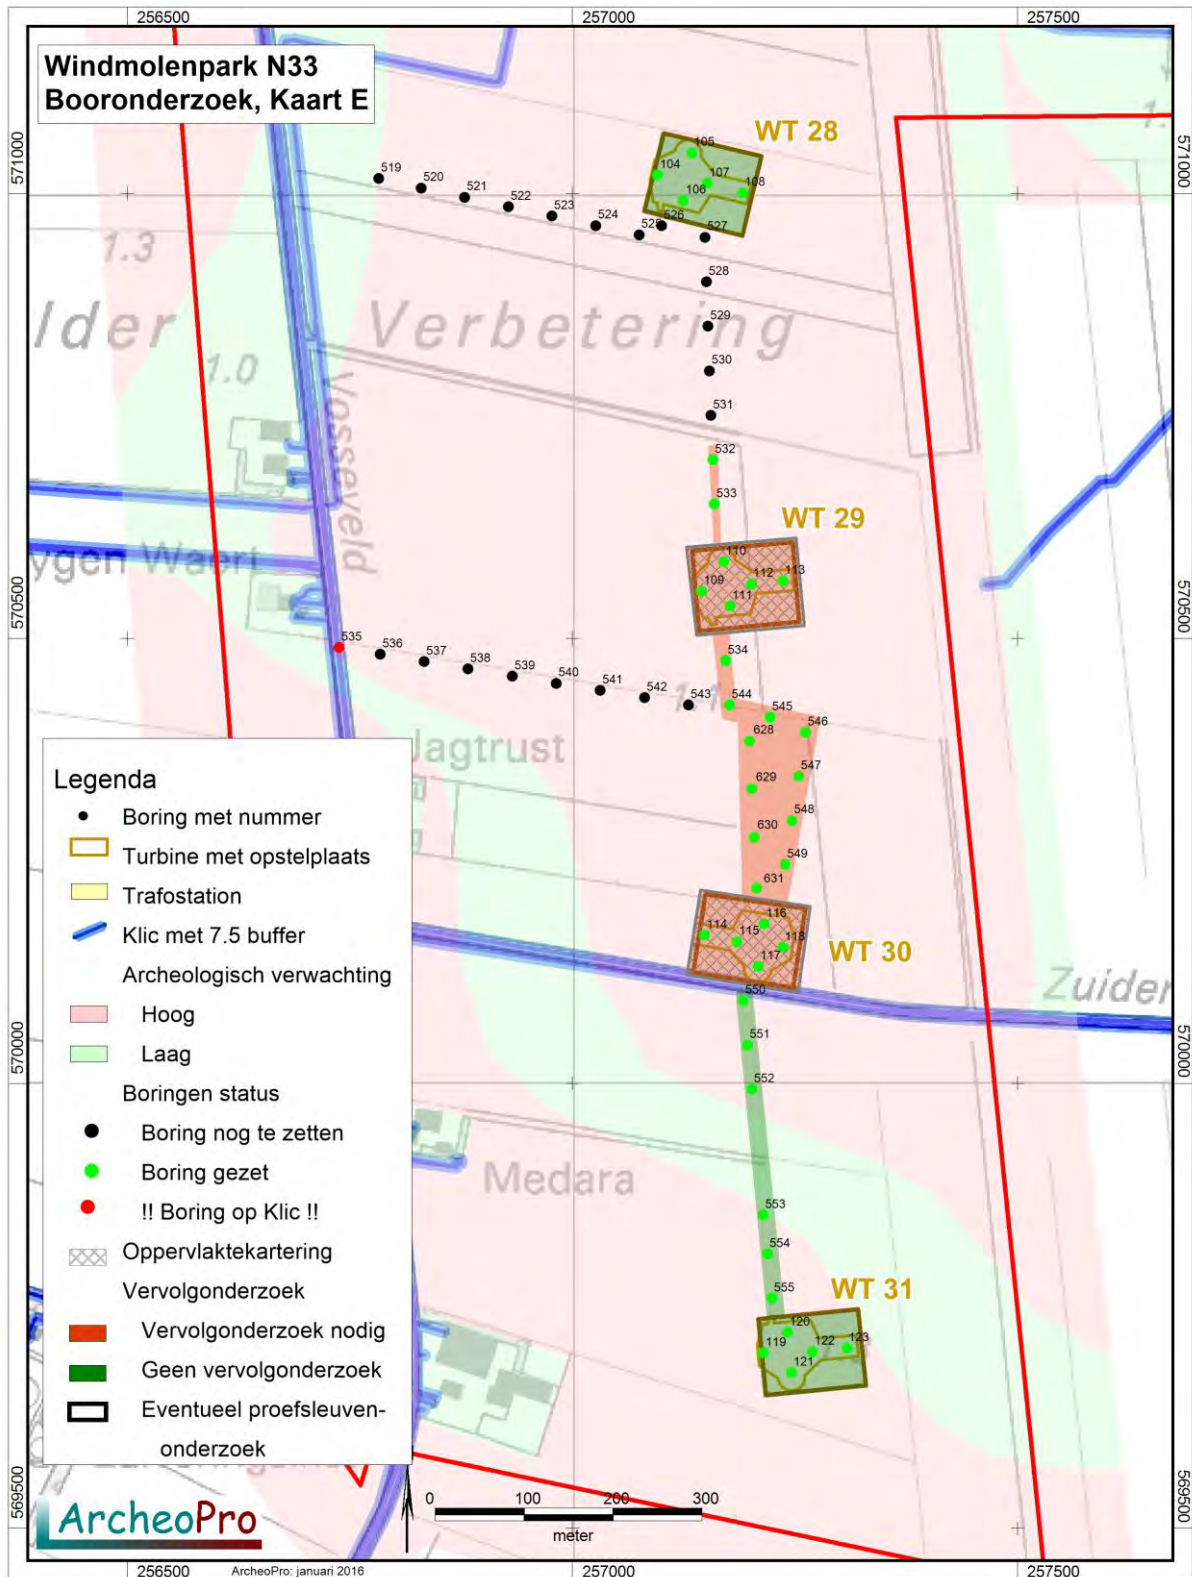 256500
257000
257500
Windmolenpark N33
Booronderzoek, Kaart E
571000
571000
WT 28
105
104
107
108
106
519
520
521
522
523
524
525
526
527
528
529
530
531
1.3
lder
Verbetering
1.0
Vosseveld
532
533
WT 29
110
109
112
113
111
ygen Waert
570500
570500
535
536
537
538
539
540
541
542
543
534
544
545
546
1.1
628
547
629
548
630
549
631
Jagtrust
WT 30
116
114
115
118
117
550
551
552
Zuider
570000
570000
Medara
553
554
555
WT 31
120
119
122
123
121
Legenda
Boring met nummer
Turbine met opstelplaats
Trafostation
Klic met 7.5 buffer
Archeologisch verwachting
Hoog
Laag
Boringen status
Boring nog te zetten
Boring gezet
!! Boring op Klic !!
Oppervlaktekartering
Vervolgonderzoek
Vervolgonderzoek nodig
Geen vervolgonderzoek
Eventueel proefsleuven-
onderzoek
569500
569500
ArcheoPro
0 100 200 300
meter
256500
ArcheoPro: januari 2016
257000
257500